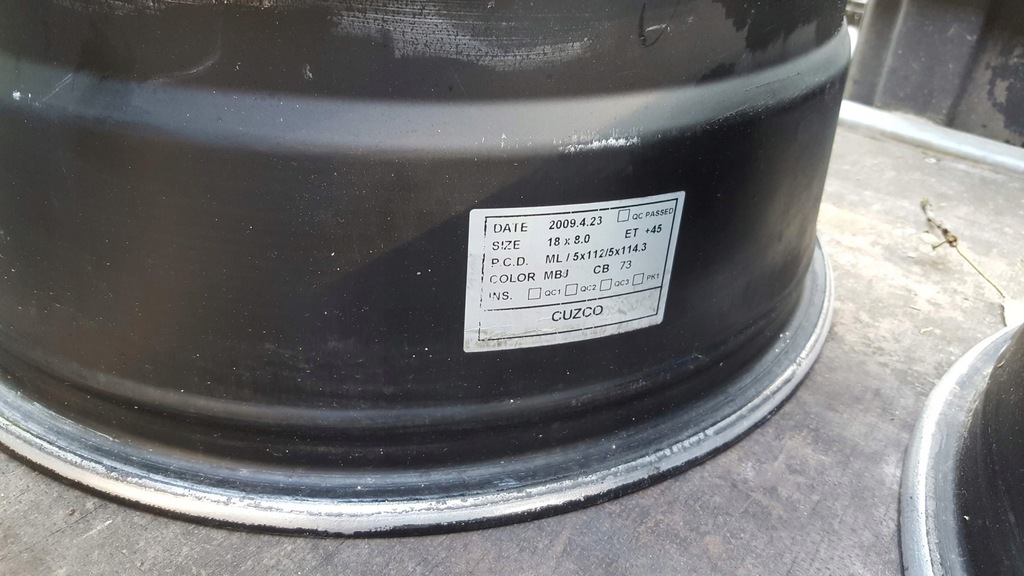 DATE 2009.4.23 QC PASSED
SIZE 18 x 8.0 ET +45
P.C.D. ML / 5x112/5x114.3
COLOR MBJ CB 73
INS. QC1 QC2 QC3 PK1
CUZCO